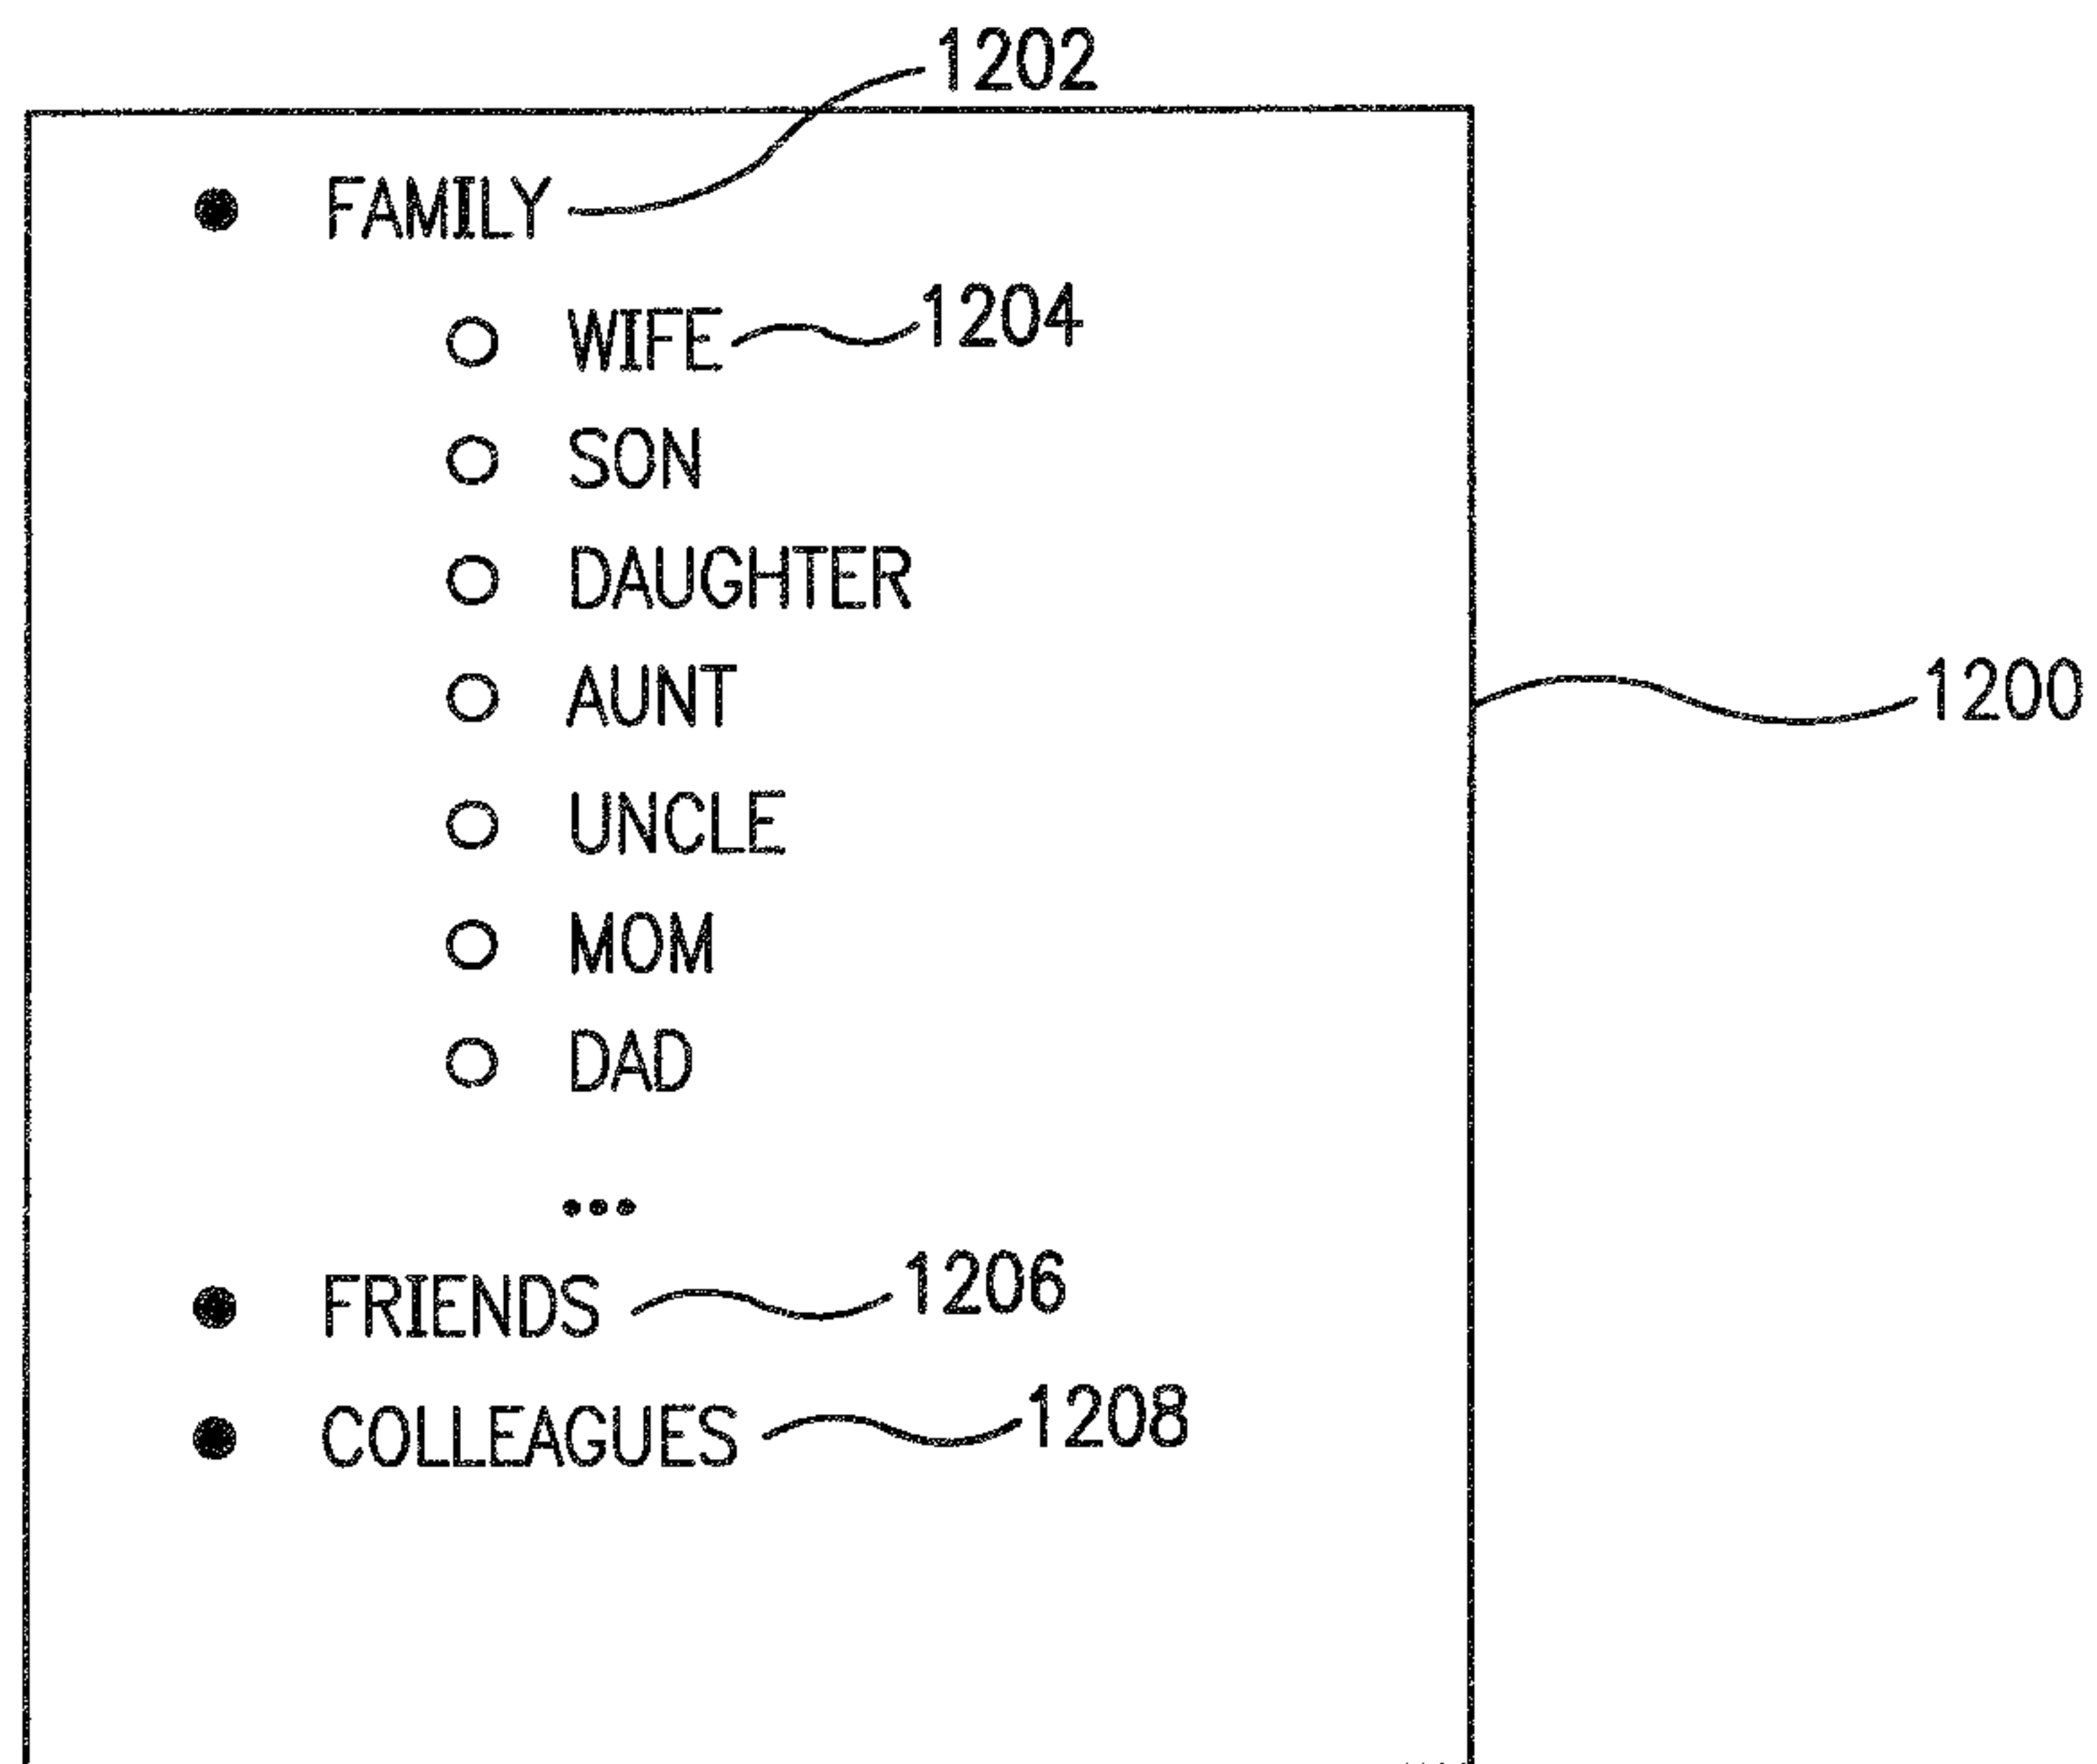 1202
● FAMILY
○ WIFE 1204
○ SON
○ DAUGHTER
○ AUNT
1200
○ UNCLE
○ MOM
○ DAD
...
● FRIENDS 1206
● COLLEAGUES 1208